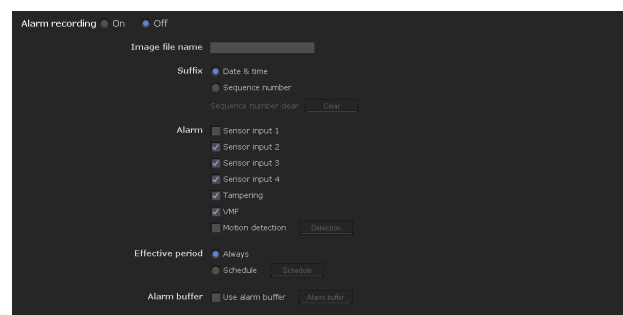 Alarm recording On Off
Image file name
Suffix Date & time
Sequence number
Sequence number clear Clear
Alarm Sensor input 1
Sensor input 2
Sensor input 3
Sensor input 4
Tampering
VMF
Motion detection Detection
Effective period Always
Schedule Schedule
Alarm buffer Use alarm buffer Alarm buffer